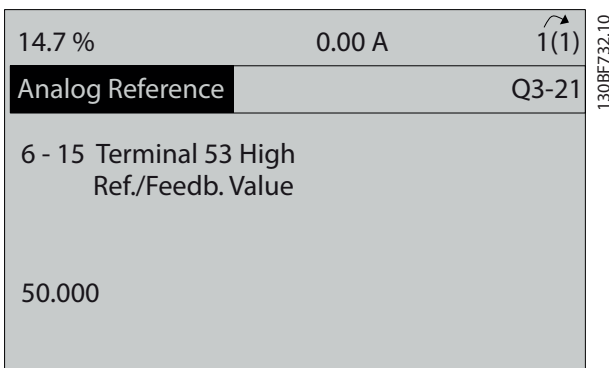 14.7 % 0.00 A 1(1)
Analog Reference Q3-21
6 - 15 Terminal 53 High
Ref./Feedb. Value
50.000
130BF732.10